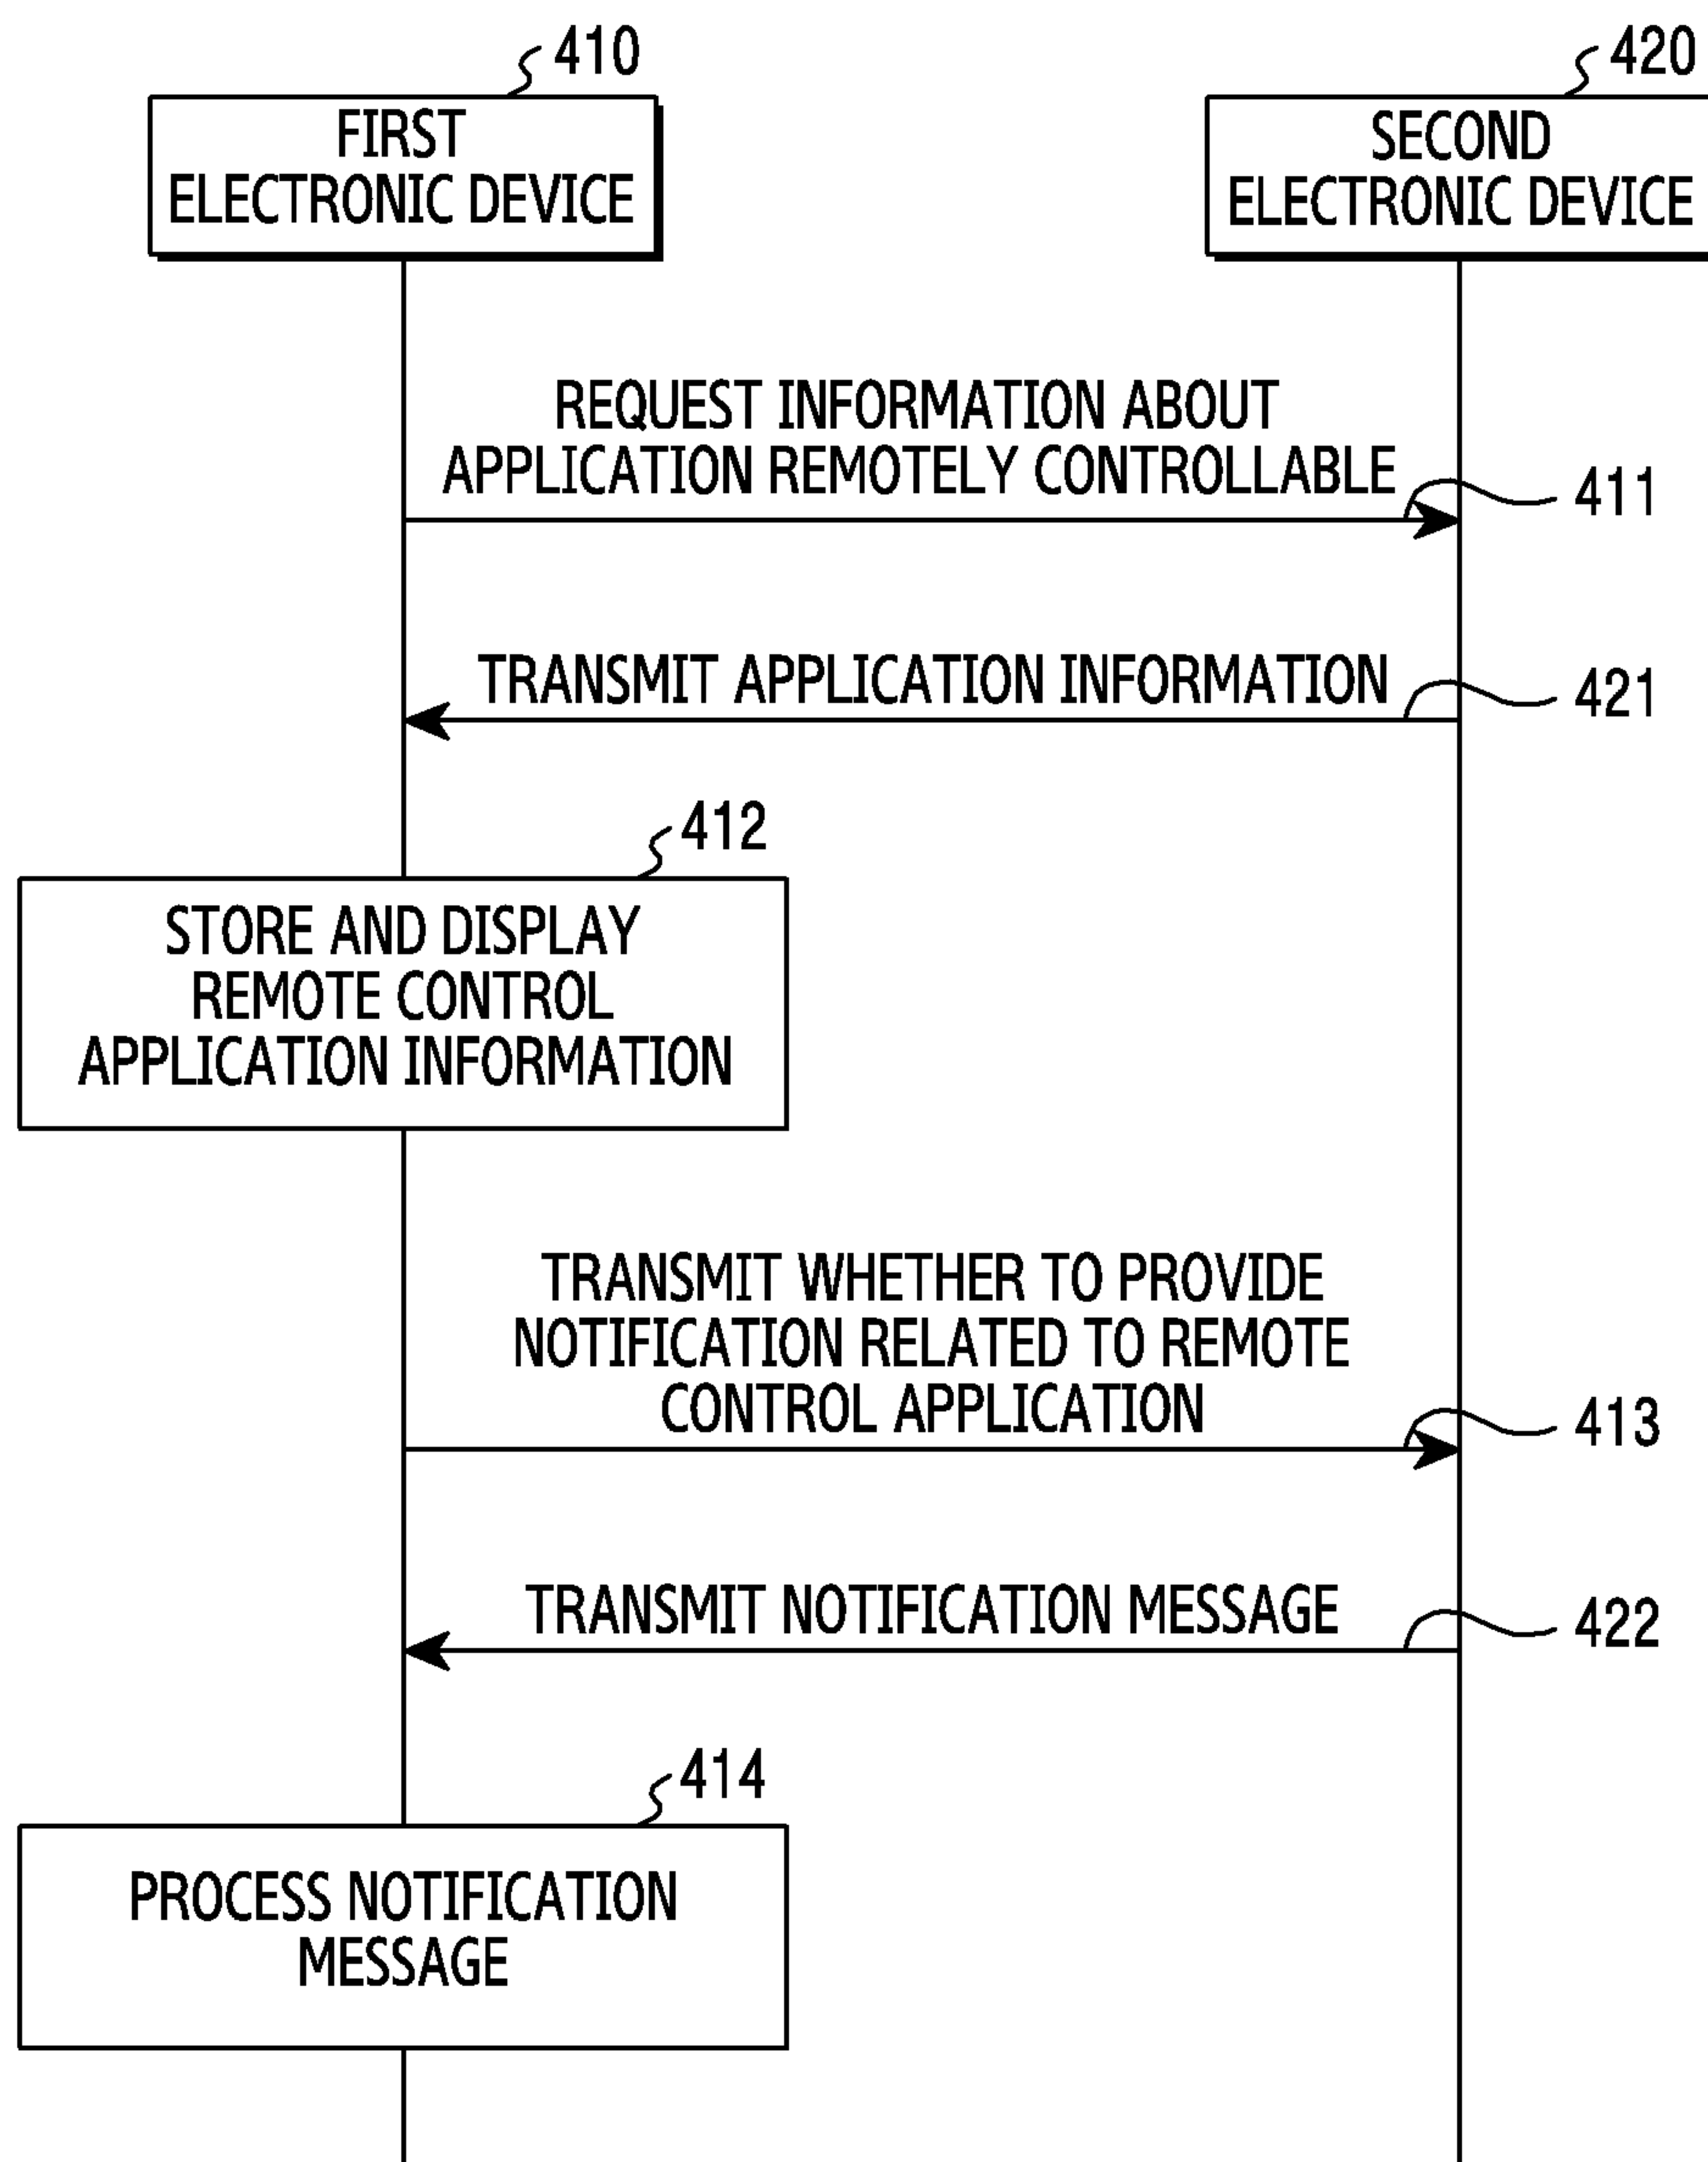 410
420
FIRST
ELECTRONIC DEVICE
SECOND
ELECTRONIC DEVICE
REQUEST INFORMATION ABOUT
APPLICATION REMOTELY CONTROLLABLE
411
TRANSMIT APPLICATION INFORMATION
421
412
STORE AND DISPLAY
REMOTE CONTROL
APPLICATION INFORMATION
TRANSMIT WHETHER TO PROVIDE
NOTIFICATION RELATED TO REMOTE
CONTROL APPLICATION
413
TRANSMIT NOTIFICATION MESSAGE
422
414
PROCESS NOTIFICATION
MESSAGE